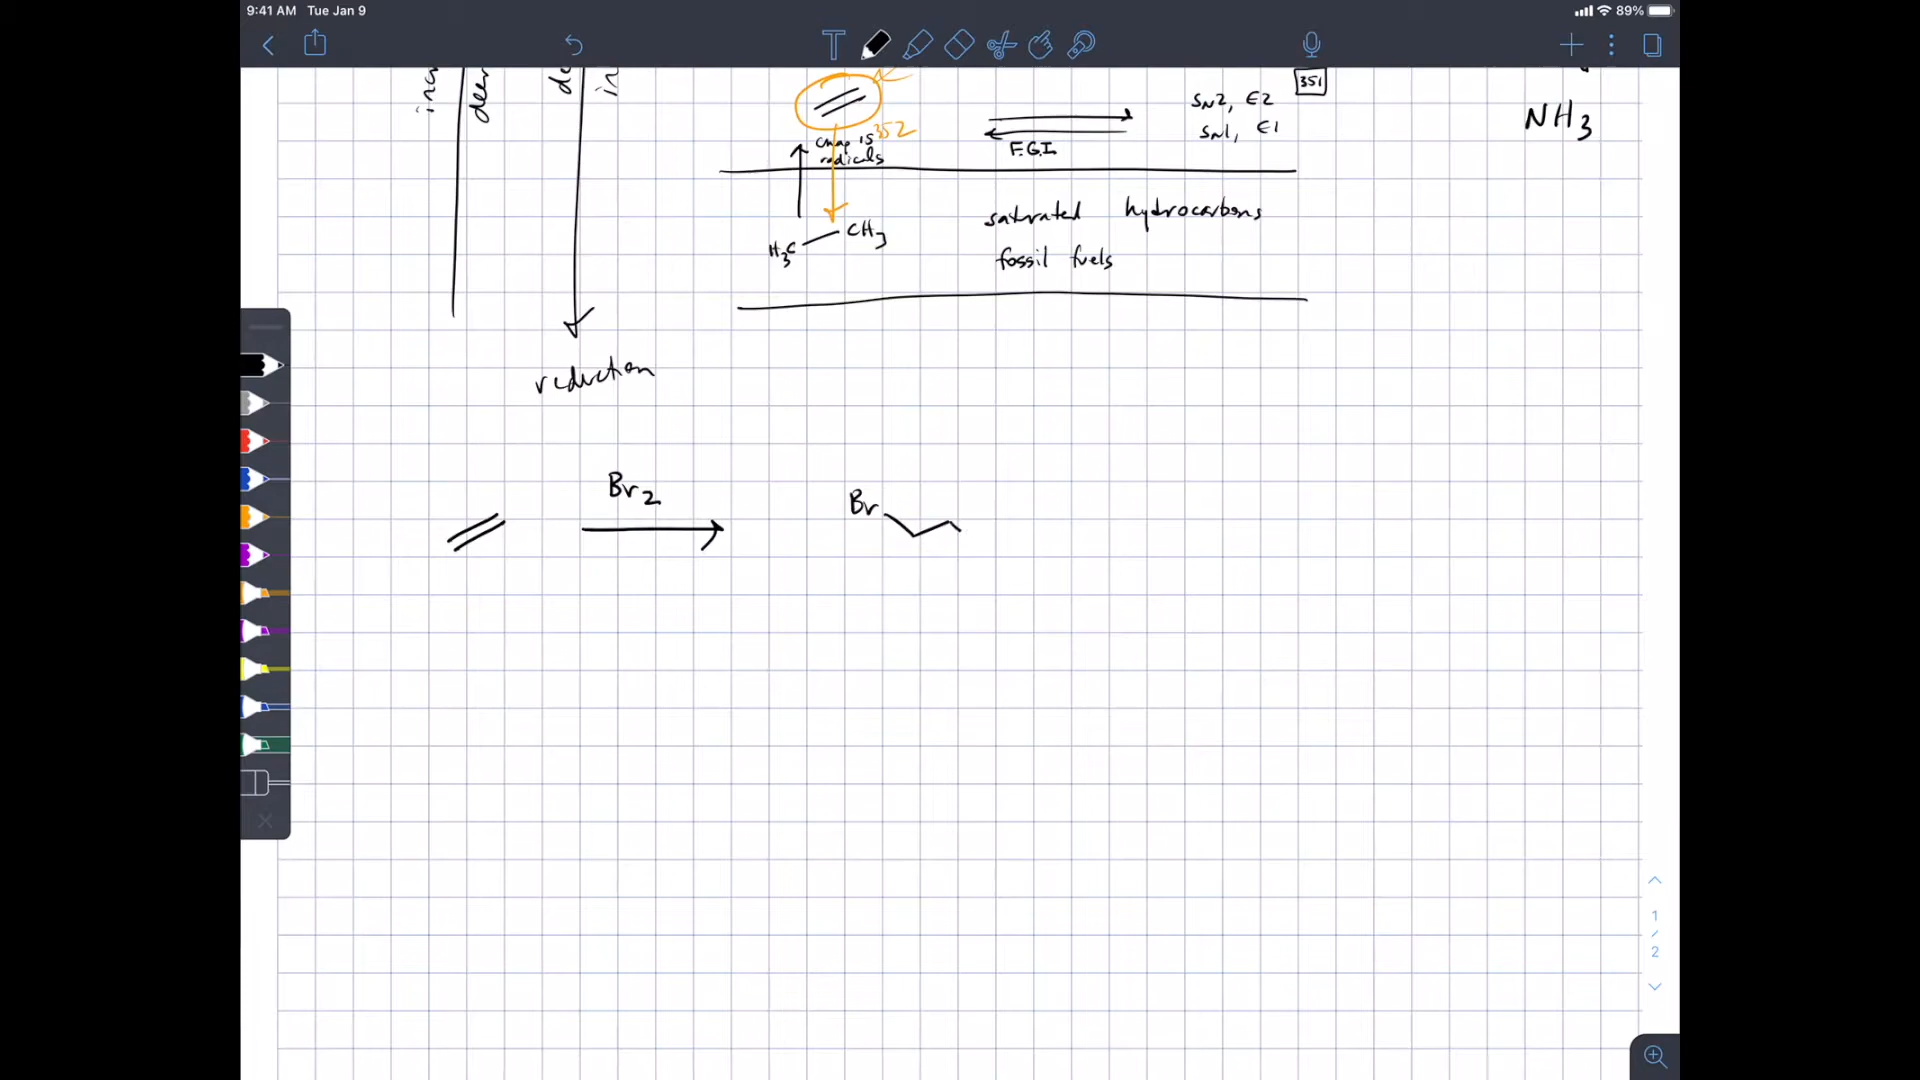 9:41 AM Tue Jan 9
89%
T
351
SN2, E2
NH3
352
SN1, E1
chap 15
radicals
F.G.I.
CH3
H3C
saturated hydrocarbons
fossil fuels
reduction
Br2
Br
1
/
2